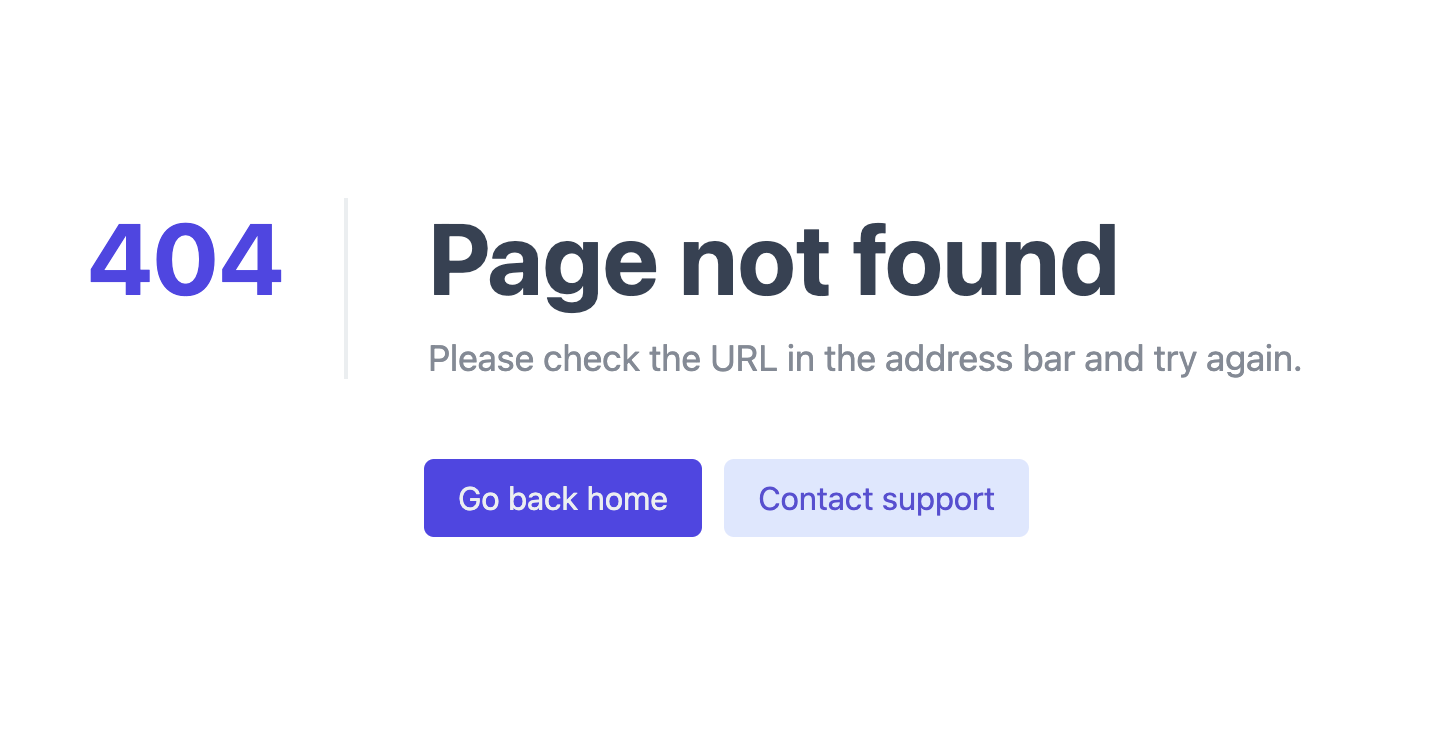 404
Page not found
Please check the URL in the address bar and try again.
Go back home
Contact support